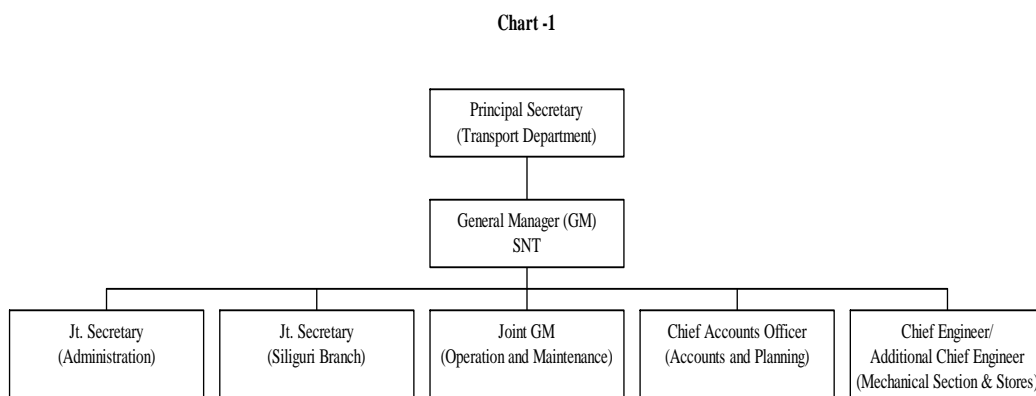 Chart -1
Principal Secretary
(Transport Department)
General Manager (GM)
SNT
Jt. Secretary
(Administration)
Jt. Secretary
(Siliguri Branch)
Joint GM
(Operation and Maintenance)
Chief Accounts Officer
(Accounts and Planning)
Chief Engineer/
Additional Chief Engineer
(Mechanical Section & Stores)